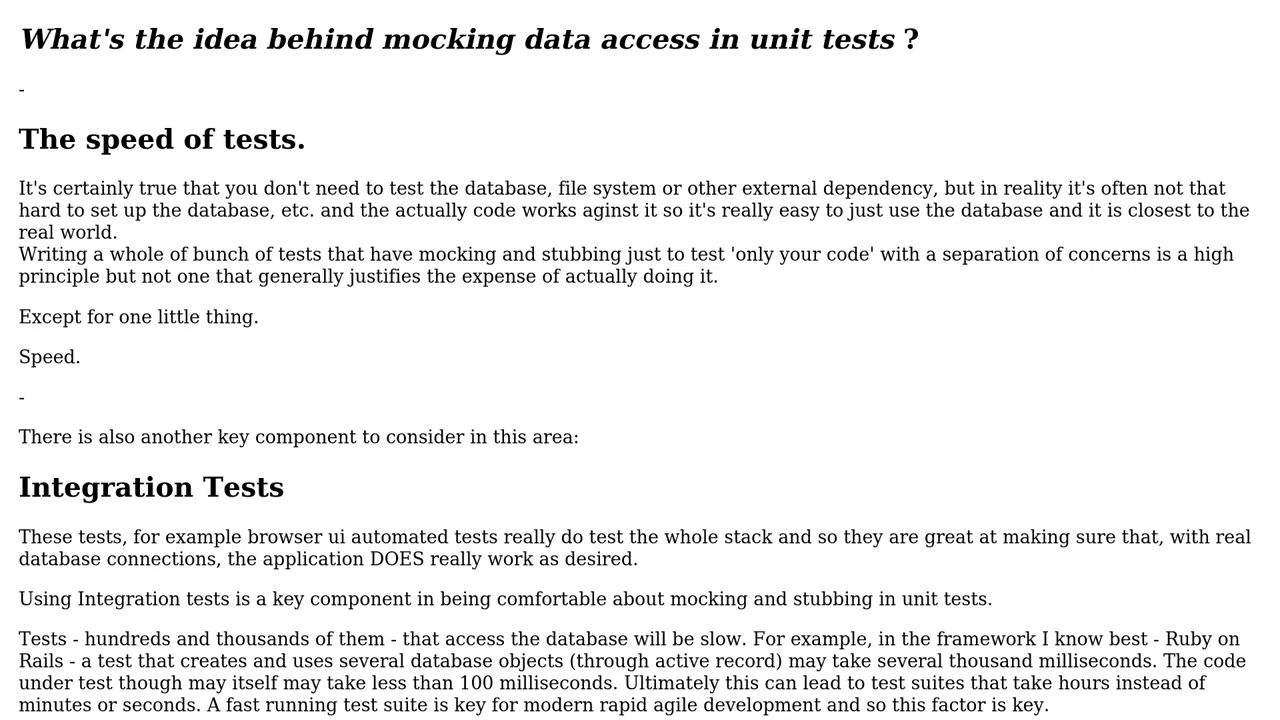 What's the idea behind mocking data access in unit tests ?
-
The speed of tests.
It's certainly true that you don't need to test the database, file system or other external dependency, but in reality it's often not that
hard to set up the database, etc. and the actually code works aginst it so it's really easy to just use the database and it is closest to the
real world.
Writing a whole of bunch of tests that have mocking and stubbing just to test 'only your code' with a separation of concerns is a high
principle but not one that generally justifies the expense of actually doing it.
Except for one little thing.
Speed.
-
There is also another key component to consider in this area:
Integration Tests
These tests, for example browser ui automated tests really do test the whole stack and so they are great at making sure that, with real
database connections, the application DOES really work as desired.
Using Integration tests is a key component in being comfortable about mocking and stubbing in unit tests.
Tests - hundreds and thousands of them - that access the database will be slow. For example, in the framework I know best - Ruby on
Rails - a test that creates and uses several database objects (through active record) may take several thousand milliseconds. The code
under test though may itself may take less than 100 milliseconds. Ultimately this can lead to test suites that take hours instead of
minutes or seconds. A fast running test suite is key for modern rapid agile development and so this factor is key.